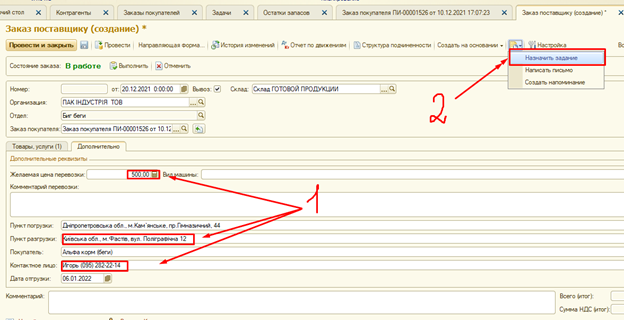 чий стол Контрагенты Заказы покупателей Задачи Остатки запасов Заказ покупателя ПИ-00001526 от 10.12.2021 17:07:23 Заказ поставщику (создание) *
Заказ поставщику (создание) *
Провести и закрыть Провести Направляющая форма... История изменений Отчет по движениям Структура подчиненности Создать на основании Настройка
Состояние заказа: В работе Выполнить Отменить
Назначить задание
Написать письмо
Создать напоминание
Номер: от: 20.12.2021 0:00:00 Вывоз: Склад: Склад ГОТОВОЙ ПРОДУКЦИИ
Организация: ПАК ІНДУСТРІЯ ТОВ
Отдел: Биг беги
Заказ покупателя: Заказ покупателя ПИ-00001526 от 10.12
2
Товары, услуги (1) Дополнительно
Дополнительные реквизиты
Желаемая цена перевозки: 500,00 Вид машины:
Комментарий перевозки:
1
Пункт погрузки: Дніпропетровська обл., м.Кам'янське, пр.Гімназичний, 44
Пункт разгрузки: Київська обл., м.Фастів, вул. Поліграфічна 12
Покупатель: Альфа корм (беги)
Контактное лицо: Игорь (095) 282-22-14
Дата отгрузки: 06.01.2022
Комментарий: Всего (итог):
Сумма НДС (итог):